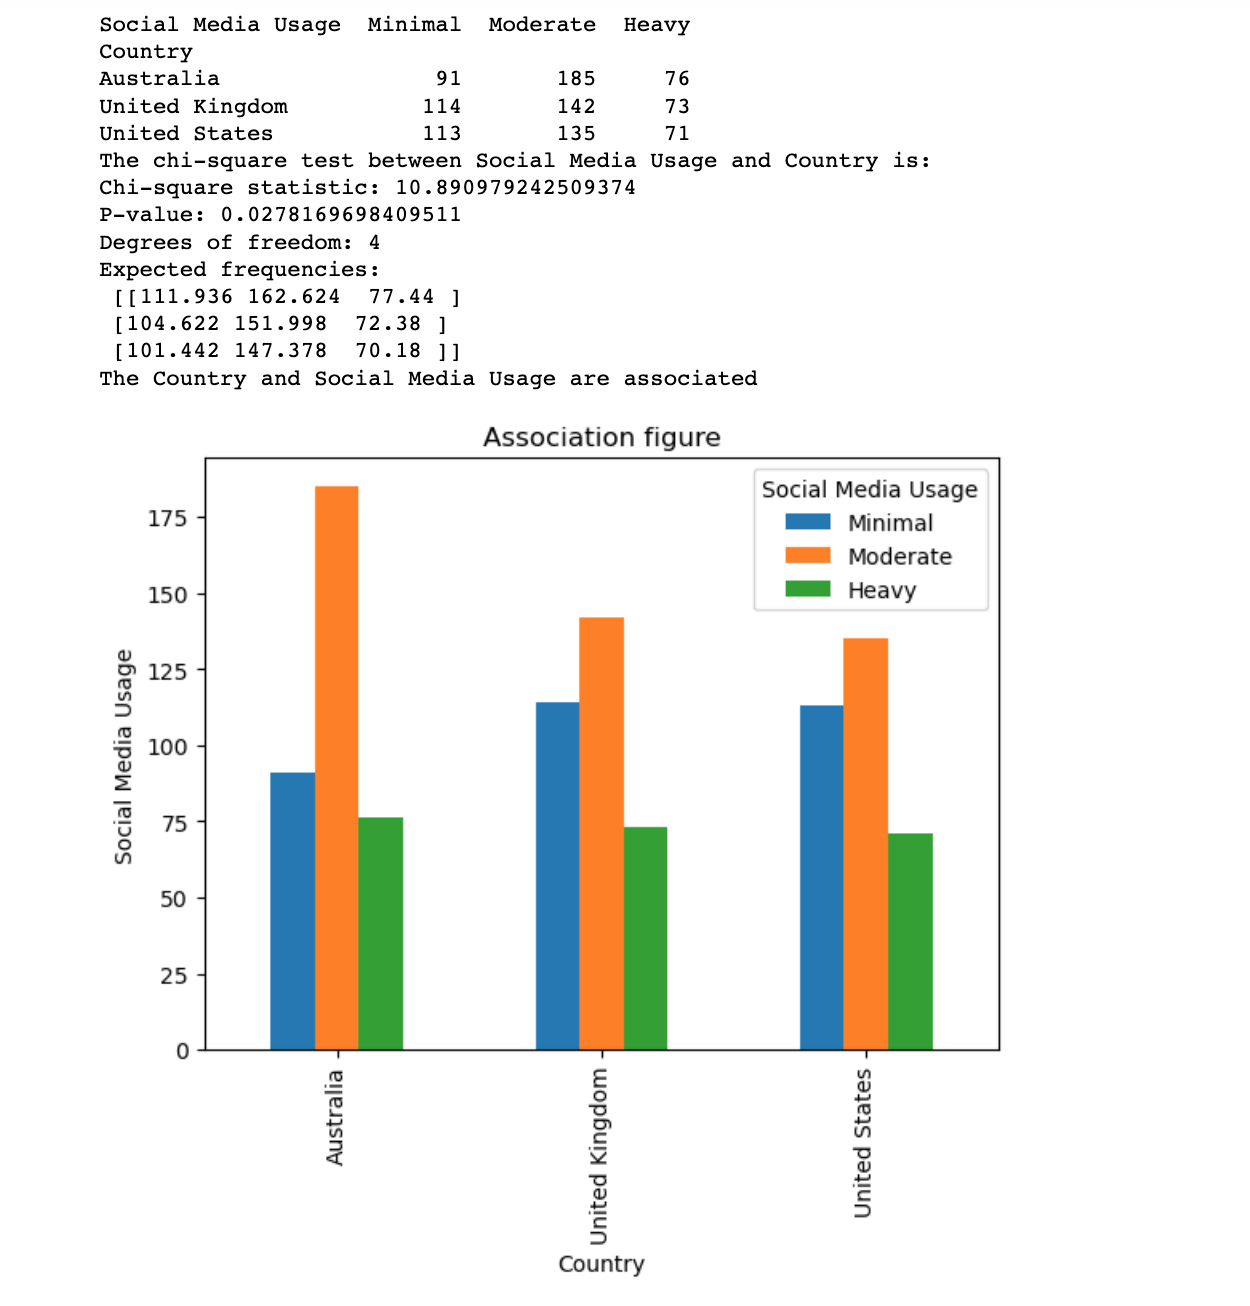 Social Media Usage  Minimal  Moderate  Heavy
Country
Australia                91       185     76
United Kingdom          114       142     73
United States           113       135     71
The chi-square test between Social Media Usage and Country is:
Chi-square statistic: 10.890979242509374
P-value: 0.0278169698409511
Degrees of freedom: 4
Expected frequencies:
 [[111.936 162.624  77.44 ]
 [104.622 151.998  72.38 ]
 [101.442 147.378  70.18 ]]
The Country and Social Media Usage are associated
Association figure
Social Media Usage
Minimal
Moderate
Heavy
175
150
125
100
75
50
25
0
Social Media Usage
Australia
United Kingdom
United States
Country